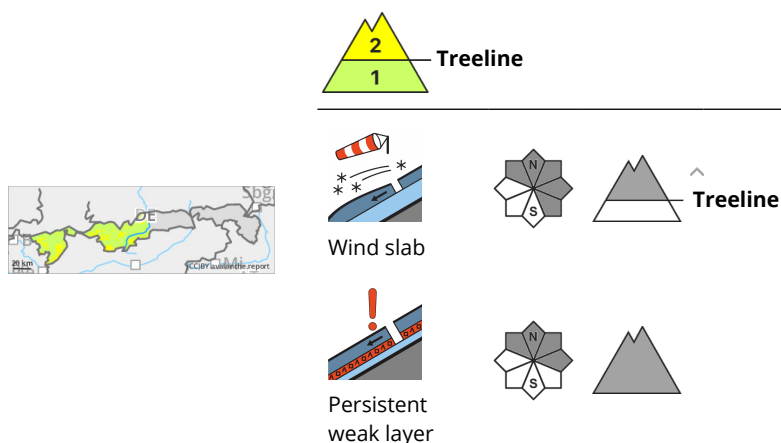 2
Treeline
1
N
S
Treeline
Wind slab
DE
Sbg
20 km
CC BY avalanche.report
N
S
Persistent
weak layer